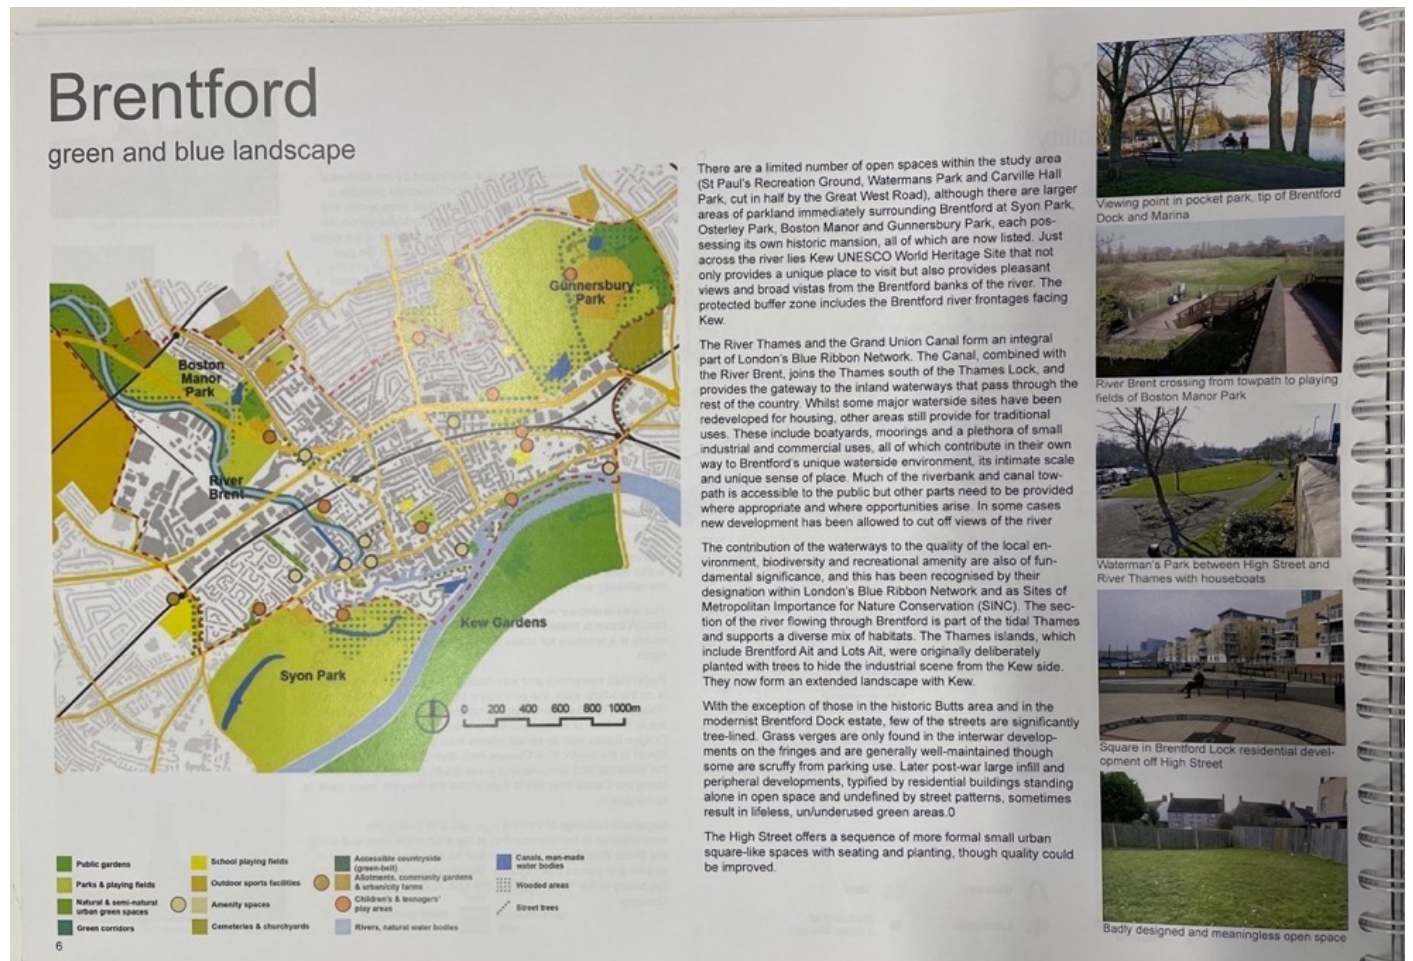 Brentford
green and blue landscape
Gunnersbury
Park
Boston
Manor
Park
River
Brent
Kew Gardens
Syon Park
0 200 400 600 800 1000m
There are a limited number of open spaces within the study area
(St Paul's Recreation Ground, Watermans Park and Carville Hall
Park, cut in half by the Great West Road), although there are larger
areas of parkland immediately surrounding Brentford at Syon Park,
Osterley Park, Boston Manor and Gunnersbury Park, each pos-
sessing its own historic mansion, all of which are now listed. Just
across the river lies Kew UNESCO World Heritage Site that not
only provides a unique place to visit but also provides pleasant
views and broad vistas from the Brentford banks of the river. The
protected buffer zone includes the Brentford river frontages facing
Kew.
The River Thames and the Grand Union Canal form an integral
part of London's Blue Ribbon Network. The Canal, combined with
the River Brent, joins the Thames south of the Thames Lock, and
provides the gateway to the inland waterways that pass through the
rest of the country. Whilst some major waterside sites have been
redeveloped for housing, other areas still provide for traditional
uses. These include boatyards, moorings and a plethora of small
industrial and commercial uses, all of which contribute in their own
way to Brentford's unique waterside environment, its intimate scale
and unique sense of place. Much of the riverbank and canal tow-
path is accessible to the public but other parts need to be provided
where appropriate and where opportunities arise. In some cases
new development has been allowed to cut off views of the river
The contribution of the waterways to the quality of the local en-
vironment, biodiversity and recreational amenity are also of fun-
damental significance, and this has been recognised by their
designation within London's Blue Ribbon Network and as Sites of
Metropolitan Importance for Nature Conservation (SINC). The sec-
tion of the river flowing through Brentford is part of the tidal Thames
and supports a diverse mix of habitats. The Thames islands, which
include Brentford Ait and Lots Ait, were originally deliberately
planted with trees to hide the industrial scene from the Kew side.
They now form an extended landscape with Kew.
With the exception of those in the historic Butts area and in the
modernist Brentford Dock estate, few of the streets are significantly
tree-lined. Grass verges are only found in the interwar develop-
ments on the fringes and are generally well-maintained though
some are scruffy from parking use. Later post-war large infill and
peripheral developments, typified by residential buildings standing
alone in open space and undefined by street patterns, sometimes
result in lifeless, un/underused green areas.0
The High Street offers a sequence of more formal small urban
square-like spaces with seating and planting, though quality could
be improved.
Viewing point in pocket park, tip of Brentford
Dock and Marina
River Brent crossing from towpath to playing
fields of Boston Manor Park
Waterman's Park between High Street and
River Thames with houseboats
Square in Brentford Lock residential devel-
opment off High Street
Badly designed and meaningless open space
Public gardens
Parks & playing fields
Natural & semi-natural
urban green spaces
Green corridors
School playing fields
Outdoor sports facilities
Amenity spaces
Cemeteries & churchyards
Accessible countryside
(green-belt)
Allotments, community gardens
& urban/city farms
Children's & teenagers'
play areas
Rivers, natural water bodies
Canals, man-made
water bodies
Wooded areas
Street trees
6